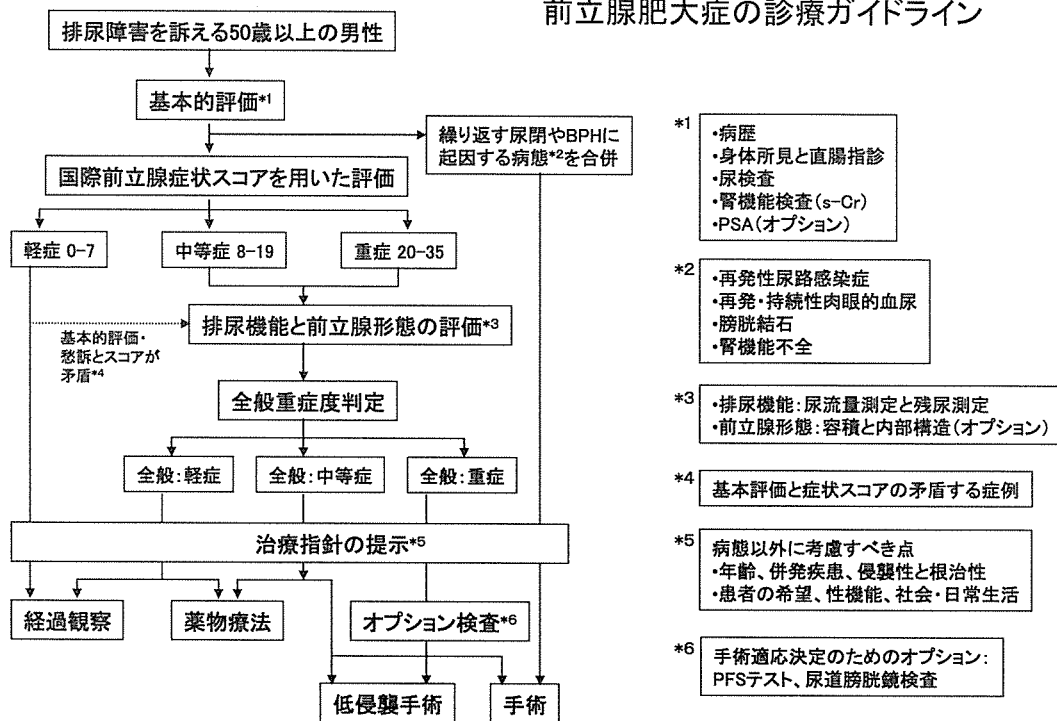 前立腺肥大症の診療ガイドライン
排尿障害を訴える50歳以上の男性
基本的評価*1
繰り返す尿閉やBPHに
起因する病態*2を合併
国際前立腺症状スコアを用いた評価
軽症 0-7
中等症 8-19
重症 20-35
排尿機能と前立腺形態の評価*3
基本的評価・
愁訴とスコアが
矛盾*4
全般重症度判定
全般:軽症
全般:中等症
全般:重症
治療指針の提示*5
経過観察
薬物療法
オプション検査*6
低侵襲手術
手術
*1
・病歴
・身体所見と直腸指診
・尿検査
・腎機能検査(s-Cr)
・PSA(オプション)
*2
・再発性尿路感染症
・再発・持続性肉眼的血尿
・膀胱結石
・腎機能不全
*3
・排尿機能:尿流量測定と残尿測定
・前立腺形態:容積と内部構造(オプション)
*4
基本評価と症状スコアの矛盾する症例
*5
病態以外に考慮すべき点
・年齢、併発疾患、侵襲性と根治性
・患者の希望、性機能、社会・日常生活
*6
手術適応決定のためのオプション:
PFSテスト、尿道膀胱鏡検査